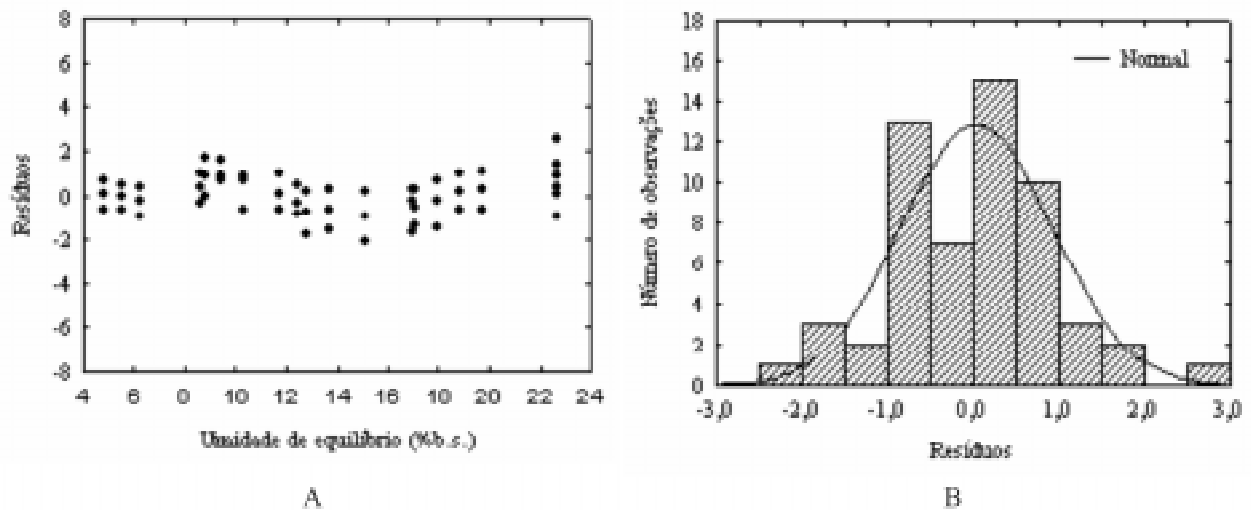 8
6
4
2
0
-2
-4
-6
-8
Resíduos
4 6 8 10 12 14 16 18 20 22 24
Umidade de equilíbrio (%b.s.)
A
18
16
14
12
10
8
6
4
2
0
Número de observações
Normal
-3,0 -2,0 -1,0 0,0 1,0 2,0 3,0
Resíduos
B